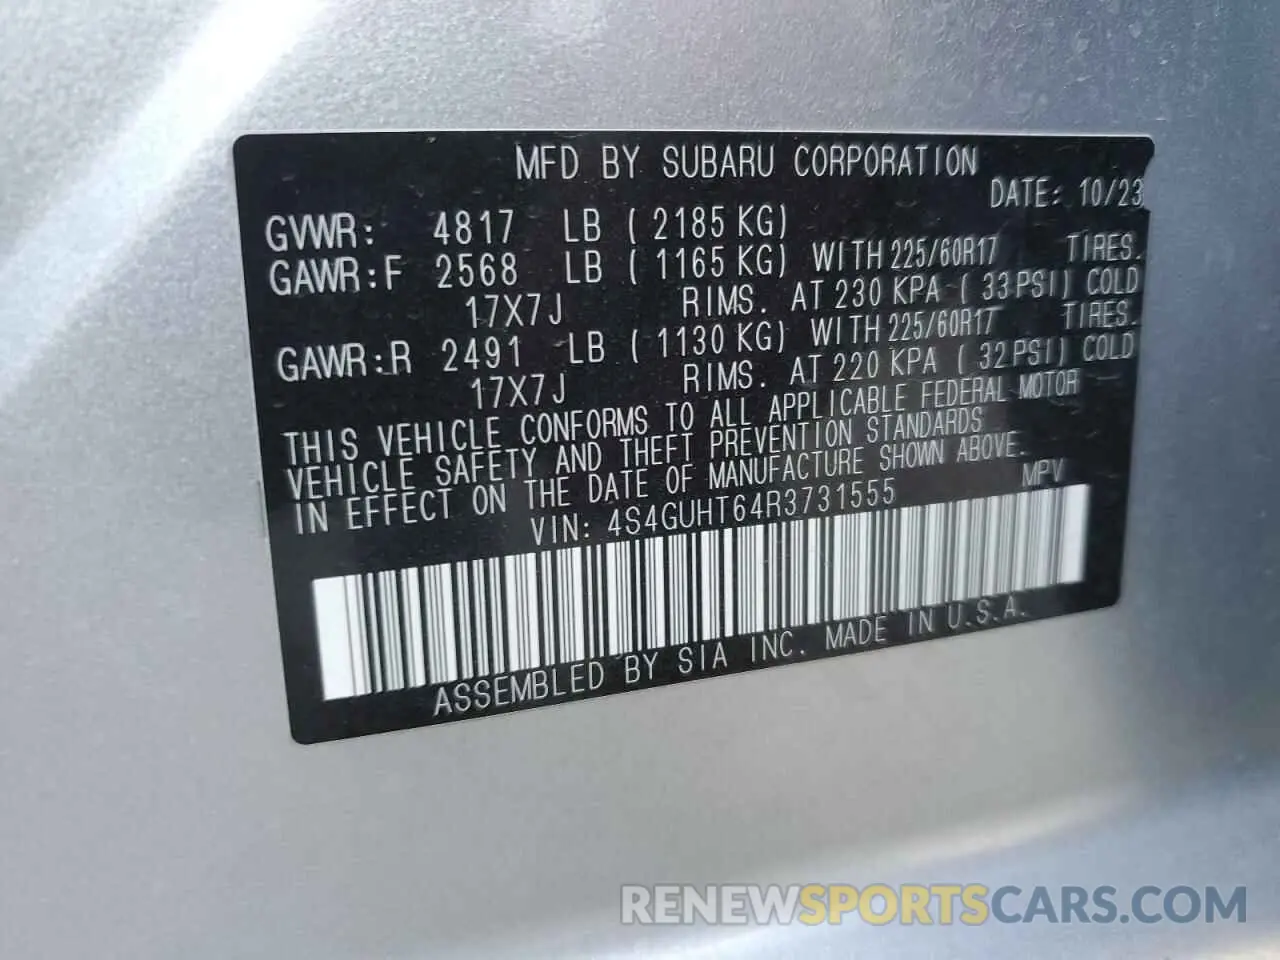 MFD BY SUBARU CORPORATION
DATE: 10/23
GVWR: 4817 LB (2185 KG)
GAWR:F 2568 LB (1165 KG) WITH 225/60R17 TIRES.
17X7J RIMS. AT 230 KPA (33 PSI) COLD
GAWR:R 2491 LB (1130 KG) WITH 225/60R17 TIRES.
17X7J RIMS. AT 220 KPA (32 PSI) COLD
THIS VEHICLE CONFORMS TO ALL APPLICABLE FEDERAL MOTOR
VEHICLE SAFETY AND THEFT PREVENTION STANDARDS
IN EFFECT ON THE DATE OF MANUFACTURE SHOWN ABOVE.
VIN: 4S4GUHT64R3731555 MPV
ASSEMBLED BY SIA INC. MADE IN U.S.A.
RENEWSPORTSCARS.COM